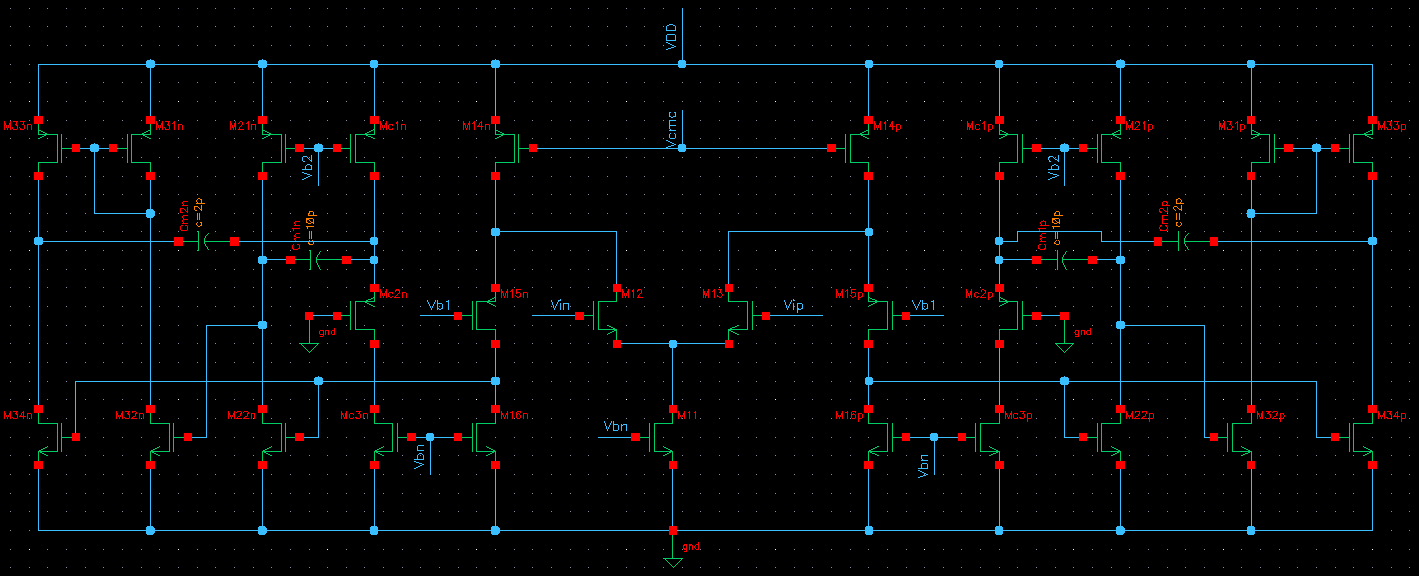 VDD
M33n
M31n
M21n
Mc1n
M14n
Vcmc
M14p
Mc1p
M21p
M31p
M33p
Vb2
Vb2
Cm2n
c=2p
Cm1n
c=10p
Cm1p
c=10p
Cm2p
c=2p
Mc2n
Vb1
M15n
Vin
M12
M13
Vip
M15p
Vb1
Mc2p
gnd
gnd
M34n
M32n
M22n
Mc3n
M16n
Vbn
M11
M16p
Mc3p
M22p
M32p
M34p
Vbn
Vbn
gnd